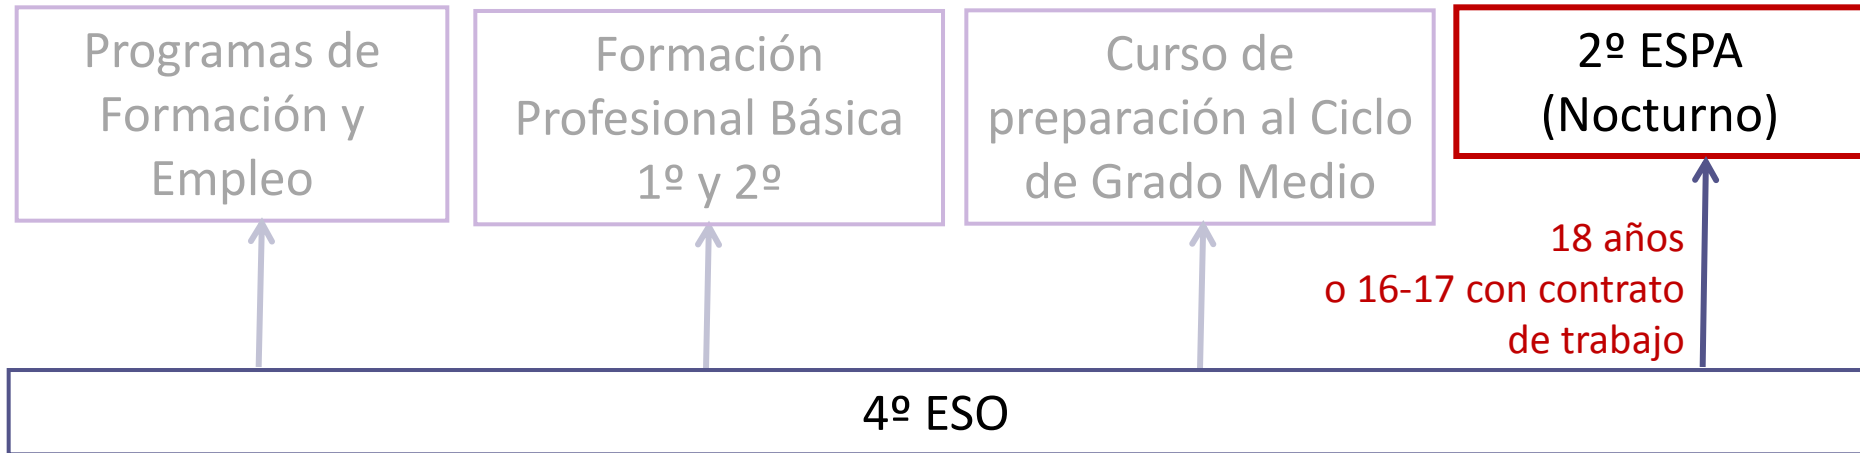 Programas de
Formación y
Empleo
Formación
Profesional Básica
1º y 2º
Curso de
preparación al Ciclo
de Grado Medio
2º ESPA
(Nocturno)
18 años
o 16-17 con contrato
de trabajo
4º ESO